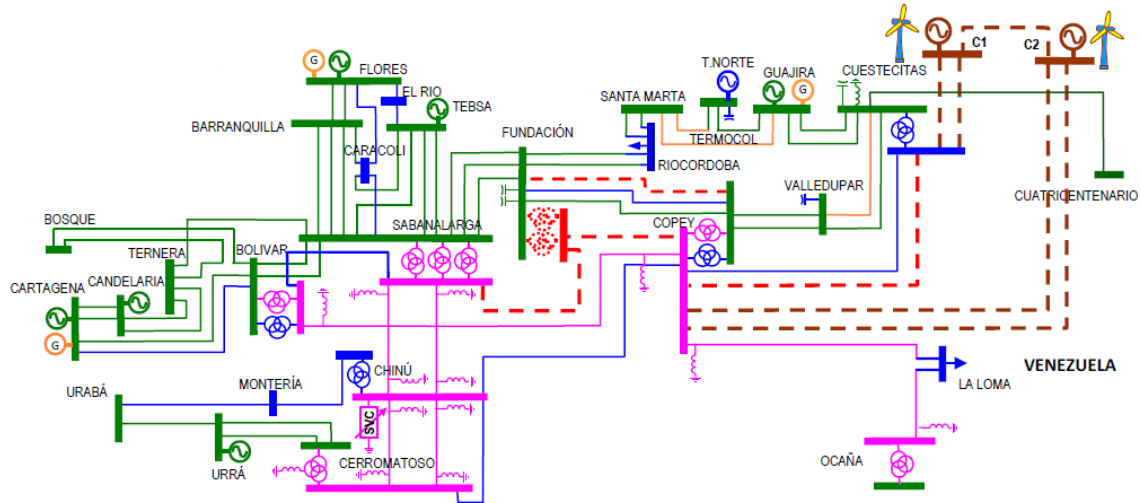 C1
C2
G
FLORES
T.NORTE
GUAJIRA
G
CUESTECITAS
EL RIO
TEBSA
SANTA MARTA
BARRANQUILLA
FUNDACIÓN
TERMOCOL
CARACOLI
RIOCORDOBA
VALLEDUPAR
CUATRICENTENARIO
BOSQUE
SABANALARGA
COPEY
TERNERA
BOLIVAR
CANDELARIA
CARTAGENA
G
CHINÚ
VENEZUELA
MONTERÍA
LA LOMA
URABÁ
SVC
CERROMATOSO
URRÁ
OCAÑA